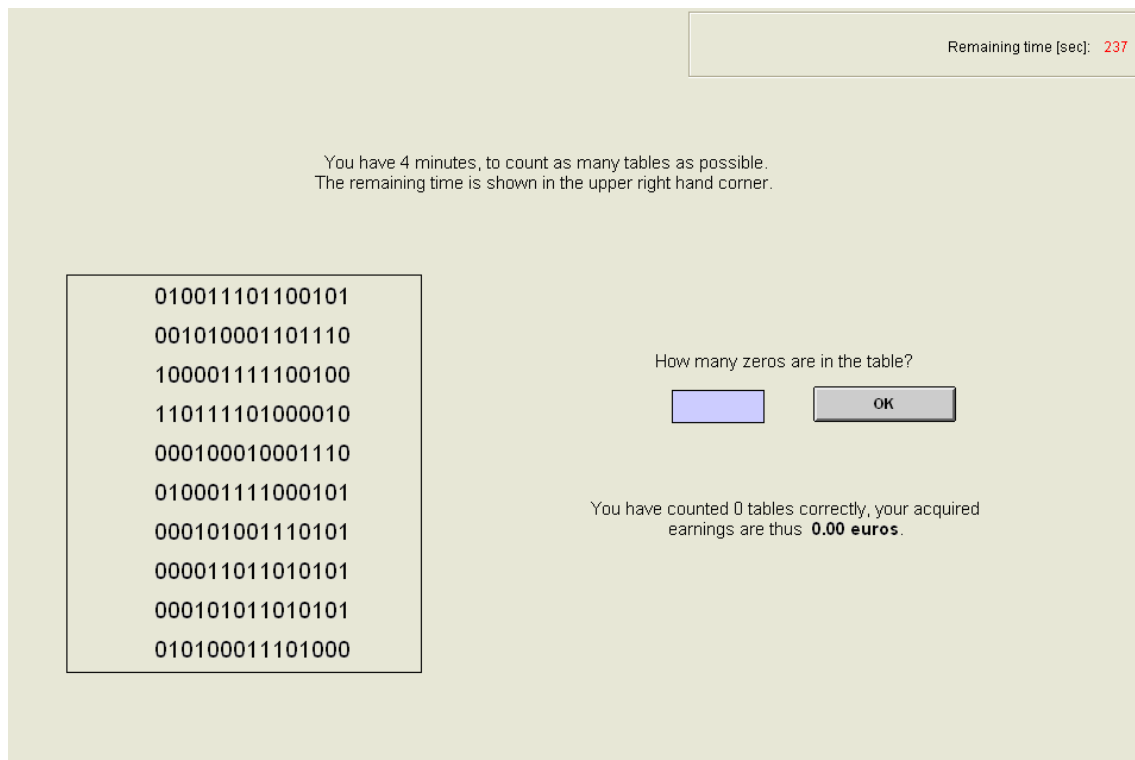 Remaining time [sec]: 237
You have 4 minutes, to count as many tables as possible.
The remaining time is shown in the upper right hand corner.
010011101100101
001010001101110
100001111100100
110111101000010
000100010001110
010001111000101
000101001110101
000011011010101
000101011010101
010100011101000
How many zeros are in the table?
OK
You have counted 0 tables correctly, your acquired
earnings are thus 0.00 euros.